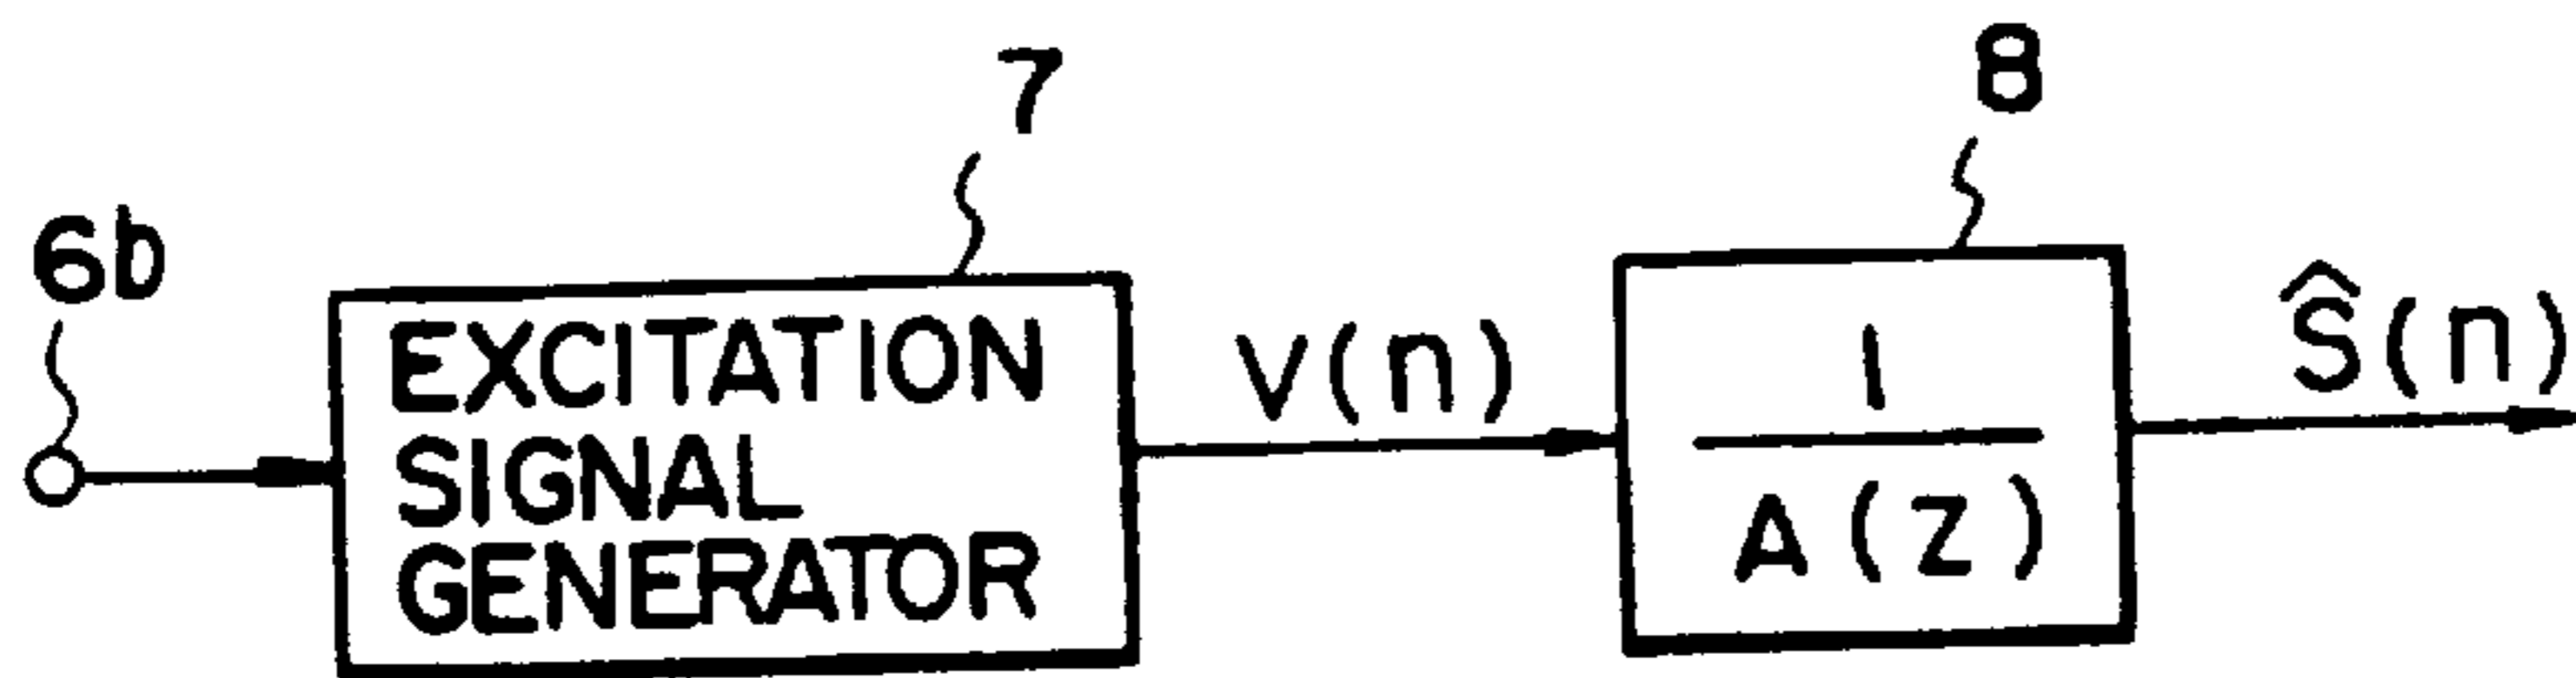 7
8
6b
EXCITATION
SIGNAL
GENERATOR
V(n)
1
A(Z)
Ŝ(n)